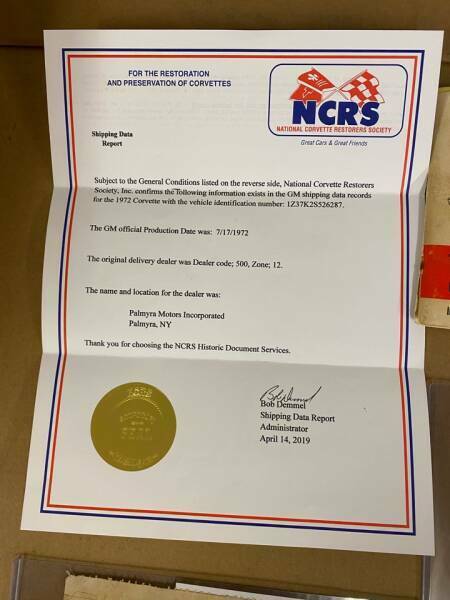 FOR THE RESTORATION
AND PRESERVATION OF CORVETTES
NCRS
NATIONAL CORVETTE RESTORERS SOCIETY
Great Cars & Great Friends
Shipping Data
Report
Subject to the General Conditions listed on the reverse side, National Corvette Restorers
Society, Inc. confirms the following information exists in the GM shipping data records
for the 1972 Corvette with the vehicle identification number: 1Z37K2S526287.
The GM official Production Date was: 7/17/1972
The original delivery dealer was Dealer code; 500, Zone; 12.
The name and location for the dealer was:
Palmyra Motors Incorporated
Palmyra, NY
Thank you for choosing the NCRS Historic Document Services.
Bob Demmel
Bob Demmel
Shipping Data Report
Administrator
April 14, 2019